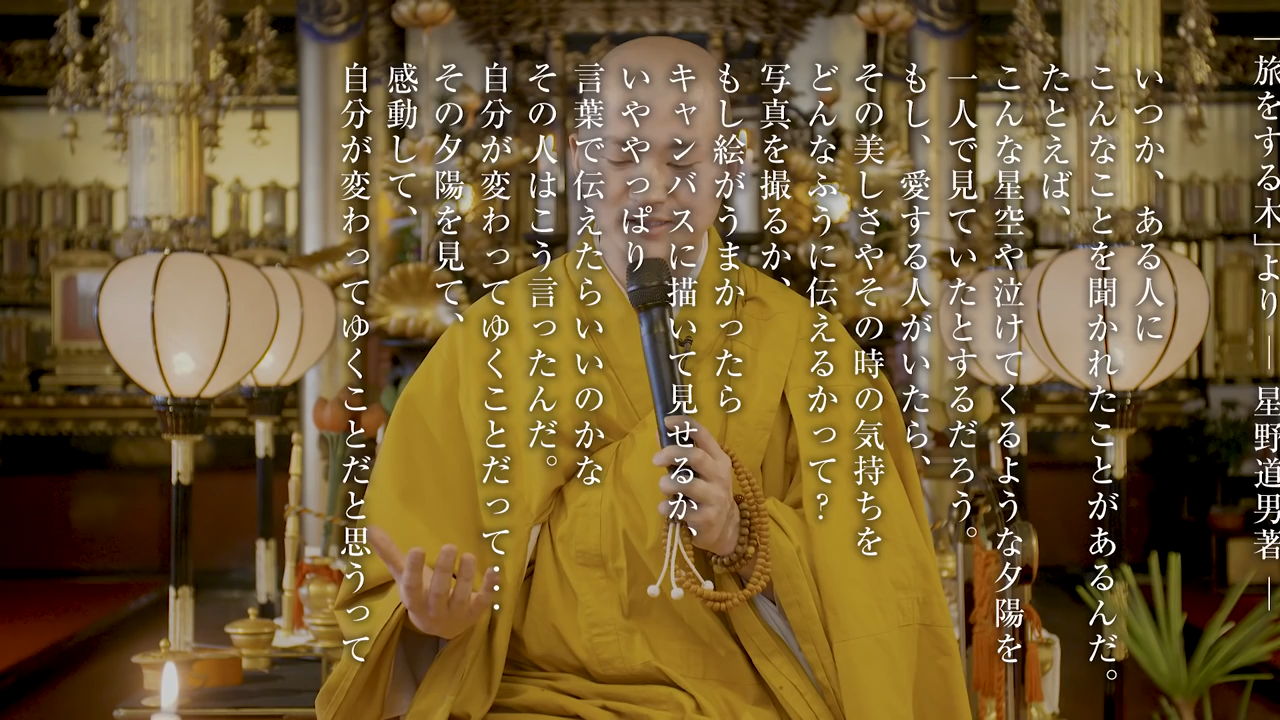 「旅をする木」より ― 星野道男著 ―
いつか、ある人に
こんなことを聞かれたことがあるんだ。
たとえば、
こんな星空や泣けてくるような夕陽を
一人で見ていたとするだろう。
もし、愛する人がいたら、
その美しさやその時の気持ちを
どんなふうに伝えるかって?
写真を撮るか、
もし絵がうまかったら
キャンバスに描いて見せるか、
いややっぱり
言葉で伝えたらいいのかな
その人はこう言ったんだ。
自分が変わってゆくことだって・・・
その夕陽を見て、
感動して、
自分が変わってゆくことだと思うって